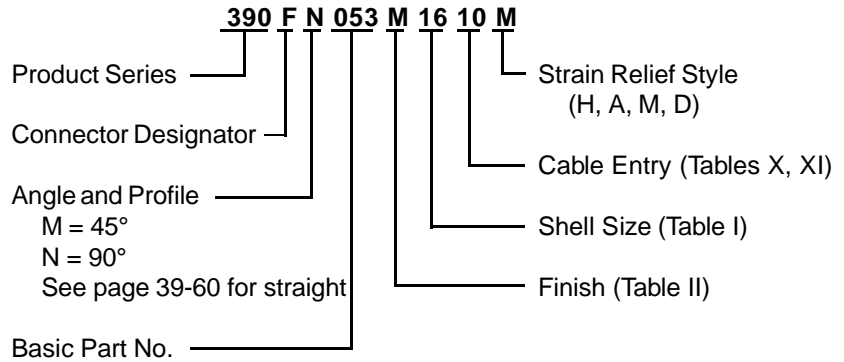 390 F N 053 M 16 10 M
Product Series
Connector Designator
Angle and Profile
M = 45°
N = 90°
See page 39-60 for straight
Basic Part No.
Strain Relief Style
(H, A, M, D)
Cable Entry (Tables X, XI)
Shell Size (Table I)
Finish (Table II)